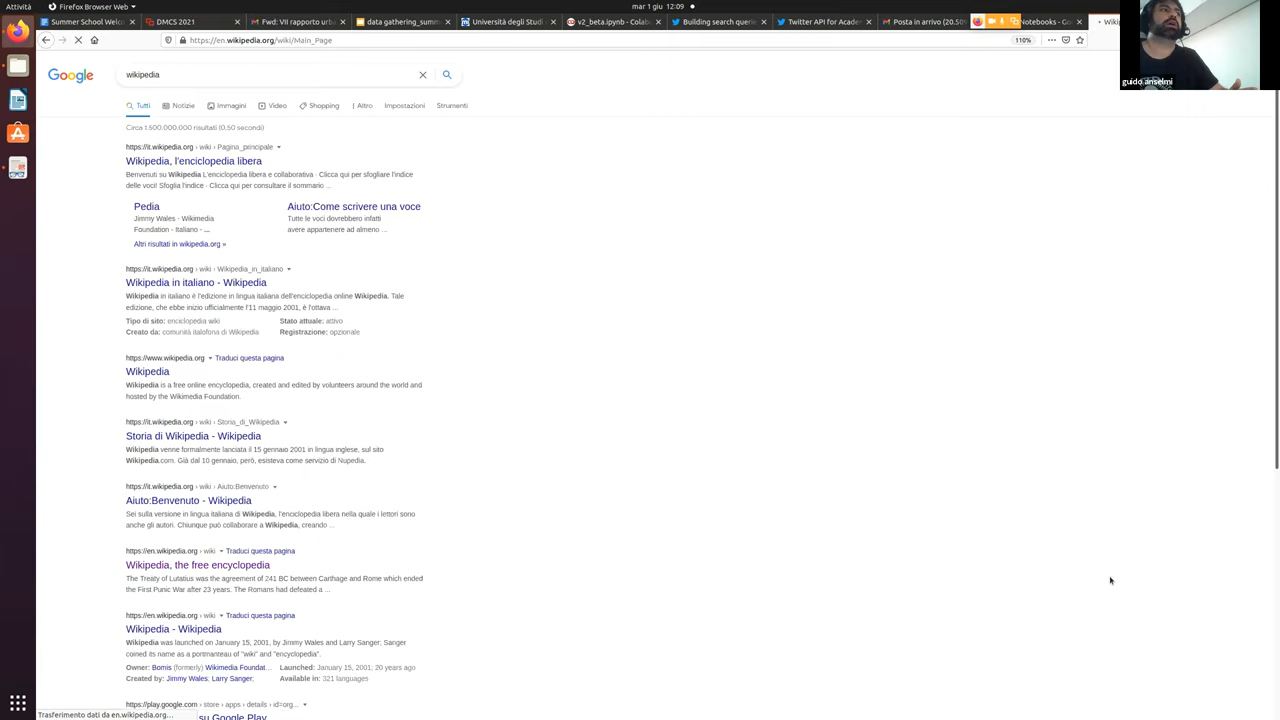 Attività
Firefox Browser Web
mar 1 giu 12:09
Summer School Welc
DMCS 2021
Fwd: VII rapporto urba
data gathering_summ
Università degli Studi
v2_beta.ipynb - Colab
Building search querie
Twitter API for Acade
Posta in arrivo (20.50
Notebooks - Go
Wiki
https://en.wikipedia.org/wiki/Main_Page
110%
guido.anselmi
Google
wikipedia
Tutti
Notizie
Immagini
Video
Shopping
Altro
Impostazioni
Strumenti
Circa 1.500.000.000 risultati (0,50 secondi)
https://it.wikipedia.org › wiki › Pagina_principale
Wikipedia, l'enciclopedia libera
Benvenuti su Wikipedia L'enciclopedia libera e collaborativa · Clicca qui per sfogliare l'indice
delle voci! Sfoglia l'indice · Clicca qui per consultare il sommario ...
Pedia
Jimmy Wales - Wikimedia
Foundation - Italiano - ...
Aiuto:Come scrivere una voce
Tutte le voci dovrebbero infatti
avere appartenere ad almeno ...
Altri risultati in wikipedia.org »
https://it.wikipedia.org › wiki › Wikipedia_in_italiano
Wikipedia in italiano - Wikipedia
Wikipedia in italiano è l'edizione in lingua italiana dell'enciclopedia online Wikipedia. Tale
edizione, che ebbe inizio ufficialmente l'11 maggio 2001, è l'ottava ...
Tipo di sito: enciclopedia wiki
Stato attuale: attivo
Creato da: comunità italofona di Wikipedia
Registrazione: opzionale
https://www.wikipedia.org
Traduci questa pagina
Wikipedia
Wikipedia is a free online encyclopedia, created and edited by volunteers around the world and
hosted by the Wikimedia Foundation.
https://it.wikipedia.org › wiki › Storia_di_Wikipedia
Storia di Wikipedia - Wikipedia
Wikipedia venne formalmente lanciata il 15 gennaio 2001 in lingua inglese, sul sito
Wikipedia.com. Già dal 10 gennaio, però, esisteva come servizio di Nupedia.
https://it.wikipedia.org › wiki › Aiuto:Benvenuto
Aiuto:Benvenuto - Wikipedia
Sei sulla versione in lingua italiana di Wikipedia, l'enciclopedia libera nella quale i lettori sono
anche gli autori. Chiunque può collaborare a Wikipedia, creando ...
https://en.wikipedia.org › wiki
Traduci questa pagina
Wikipedia, the free encyclopedia
The Treaty of Lutatius was the agreement of 241 BC between Carthage and Rome which ended
the First Punic War after 23 years. The Romans had defeated a ...
https://en.wikipedia.org › wiki
Traduci questa pagina
Wikipedia - Wikipedia
Wikipedia was launched on January 15, 2001, by Jimmy Wales and Larry Sanger; Sanger
coined its name as a portmanteau of "wiki" and "encyclopedia".
Owner: Bomis (formerly) Wikimedia Foundat...
Launched: January 15, 2001; 20 years ago
Created by: Jimmy Wales; Larry Sanger;
Available in: 321 languages
https://play.google.com › store › apps › details › id=org...
su Google Play
Trasferimento dati da en.wikipedia.org…